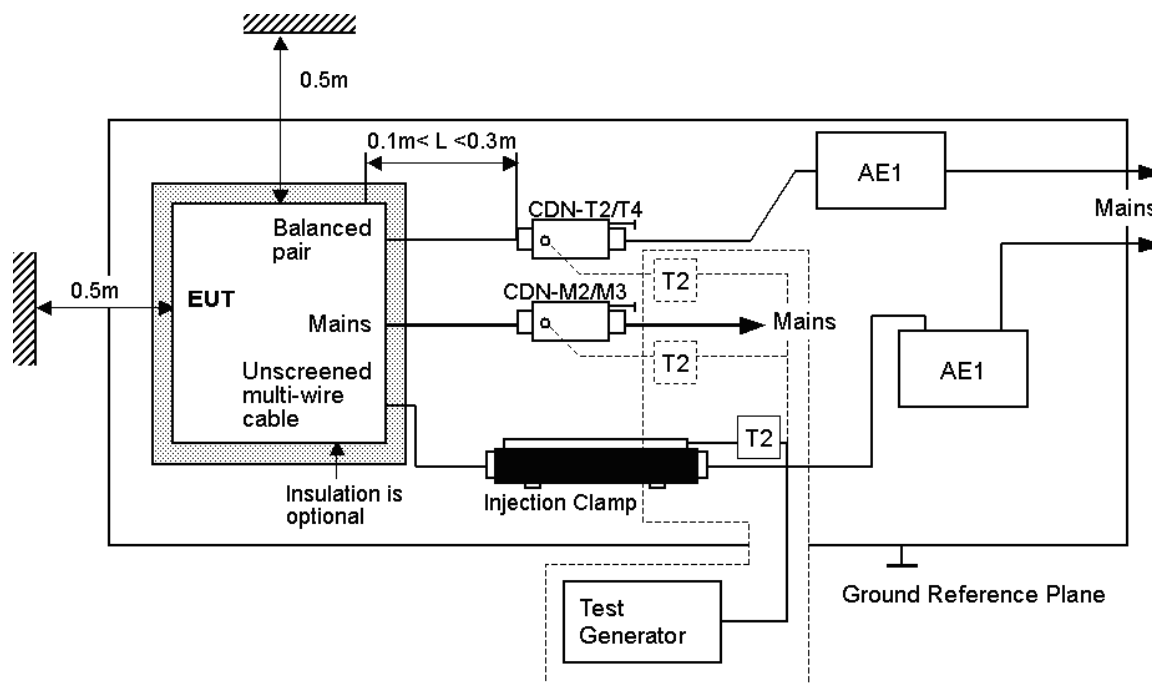 0.5m
0.1m< L <0.3m
AE1
Mains
CDN-T2/T4
Balanced
pair
T2
0.5m
EUT
CDN-M2/M3
Mains
Mains
T2
AE1
Unscreened
multi-wire
cable
T2
Insulation is
optional
Injection Clamp
Test
Generator
Ground Reference Plane